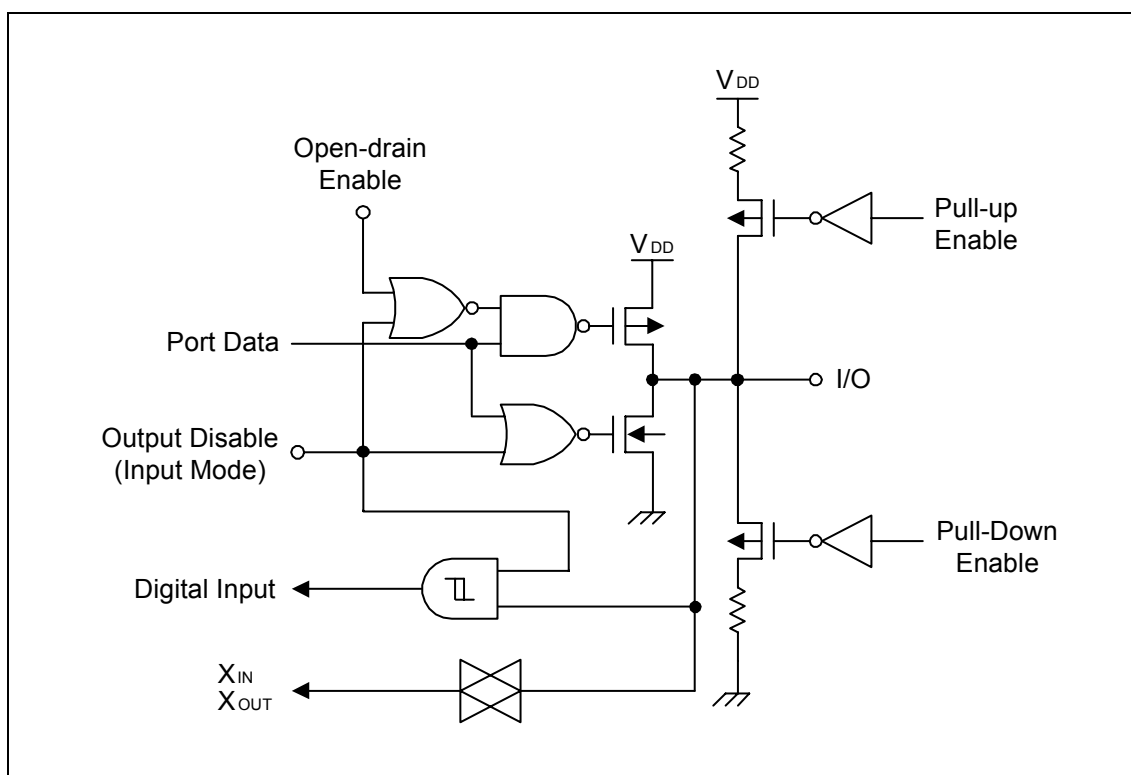 VDD
Open-drain
Enable
Pull-up
Enable
VDD
Port Data
I/O
Output Disable
(Input Mode)
Pull-Down
Enable
Digital Input
XIN
XOUT